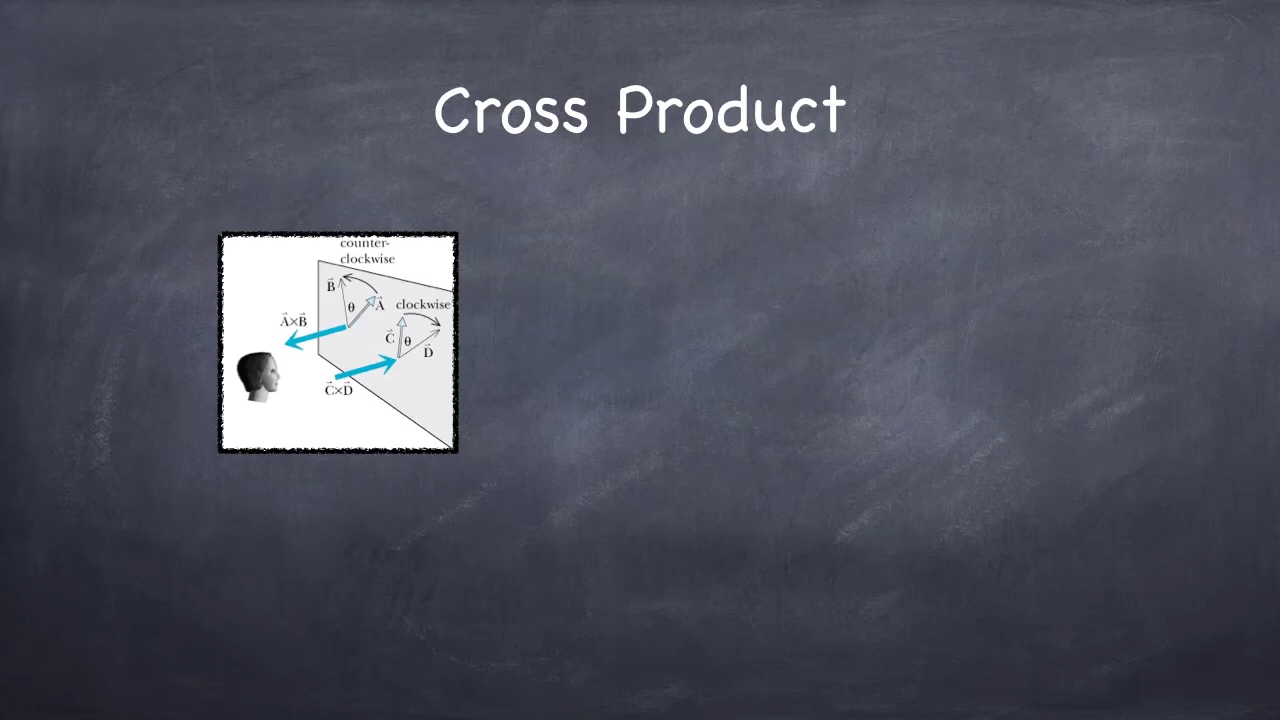 Cross Product
counter-
clockwise
B⃗
θ
A⃗
clockwise
A⃗×B⃗
C⃗
θ
D⃗
C⃗×D⃗